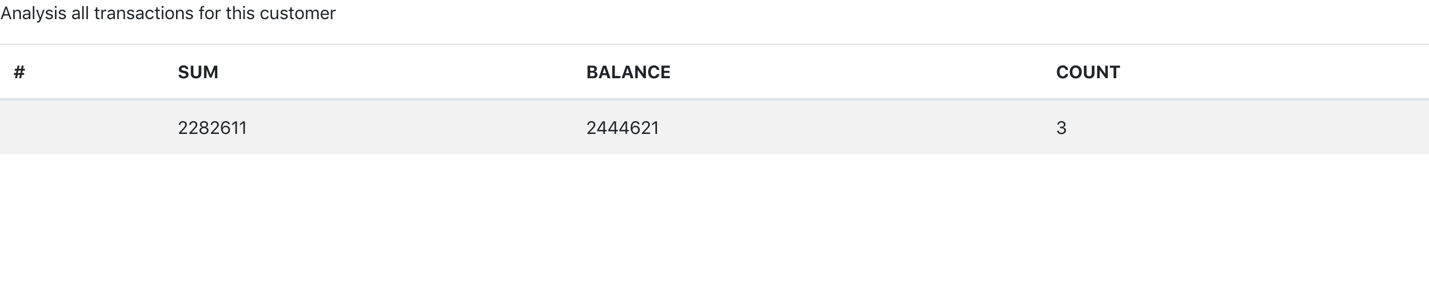 Analysis all transactions for this customer
# SUM BALANCE COUNT
2282611 2444621 3